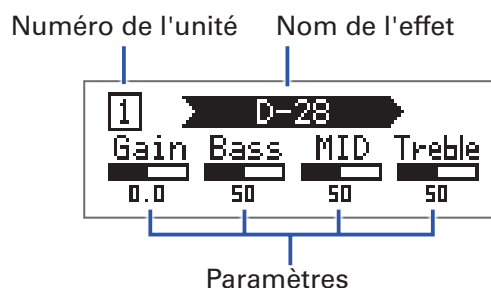 Numéro de l'unité Nom de l'effet
1 D-28
Gain Bass MID Treble
0.0 50 50 50
Paramètres